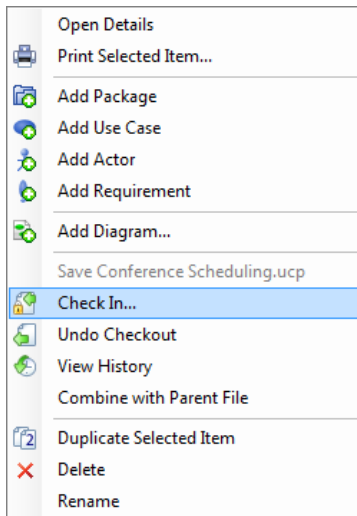 Open Details
Print Selected Item...
Add Package
Add Use Case
Add Actor
Add Requirement
Add Diagram...
Save Conference Scheduling.ucp
Check In...
Undo Checkout
View History
Combine with Parent File
2 Duplicate Selected Item
Delete
Rename